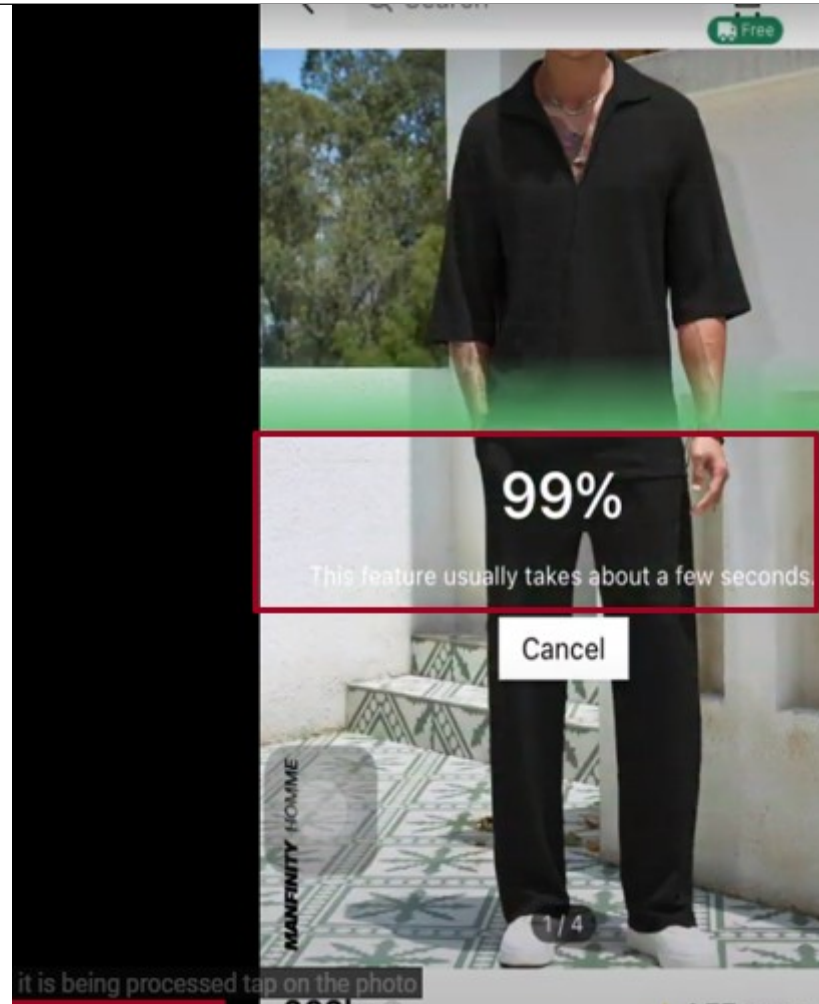 Search
Free
99%
This feature usually takes about a few seconds.
Cancel
MANFINITY HOMME
1/4
it is being processed tap on the photo